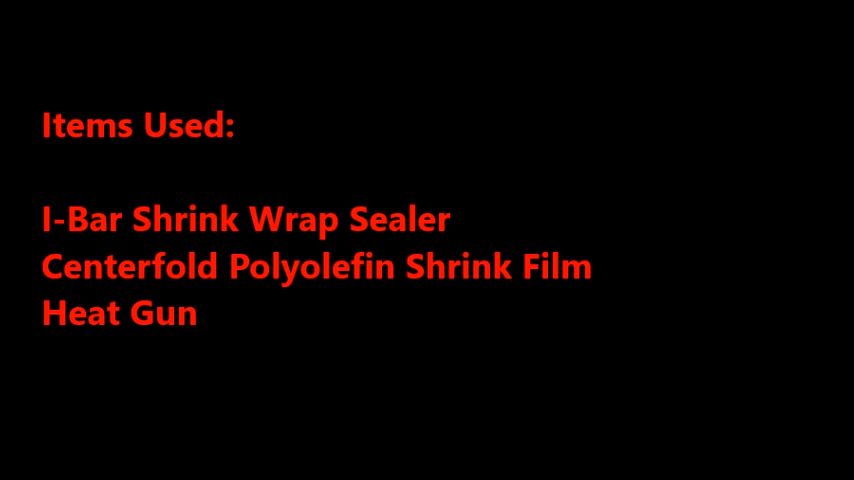 Items Used:
I-Bar Shrink Wrap Sealer
Centerfold Polyolefin Shrink Film
Heat Gun